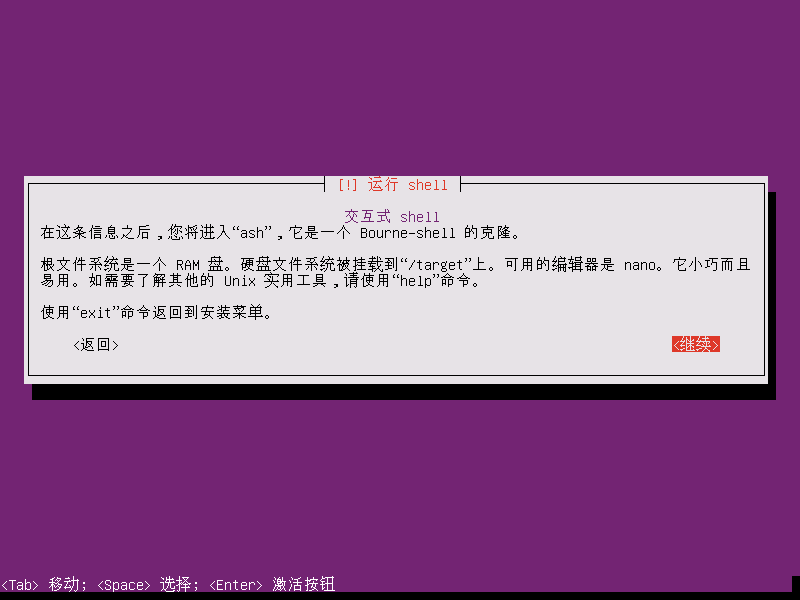 [!] 运行 shell
交互式 shell
在这条信息之后，您将进入“ash”，它是一个 Bourne-shell 的克隆。
根文件系统是一个 RAM 盘。硬盘文件系统被挂载到“/target”上。可用的编辑器是 nano。它小巧而且
易用。如需要了解其他的 Unix 实用工具，请使用“help”命令。
使用“exit”命令返回到安装菜单。
<返回> <继续>
<Tab> 移动; <Space> 选择; <Enter> 激活按钮